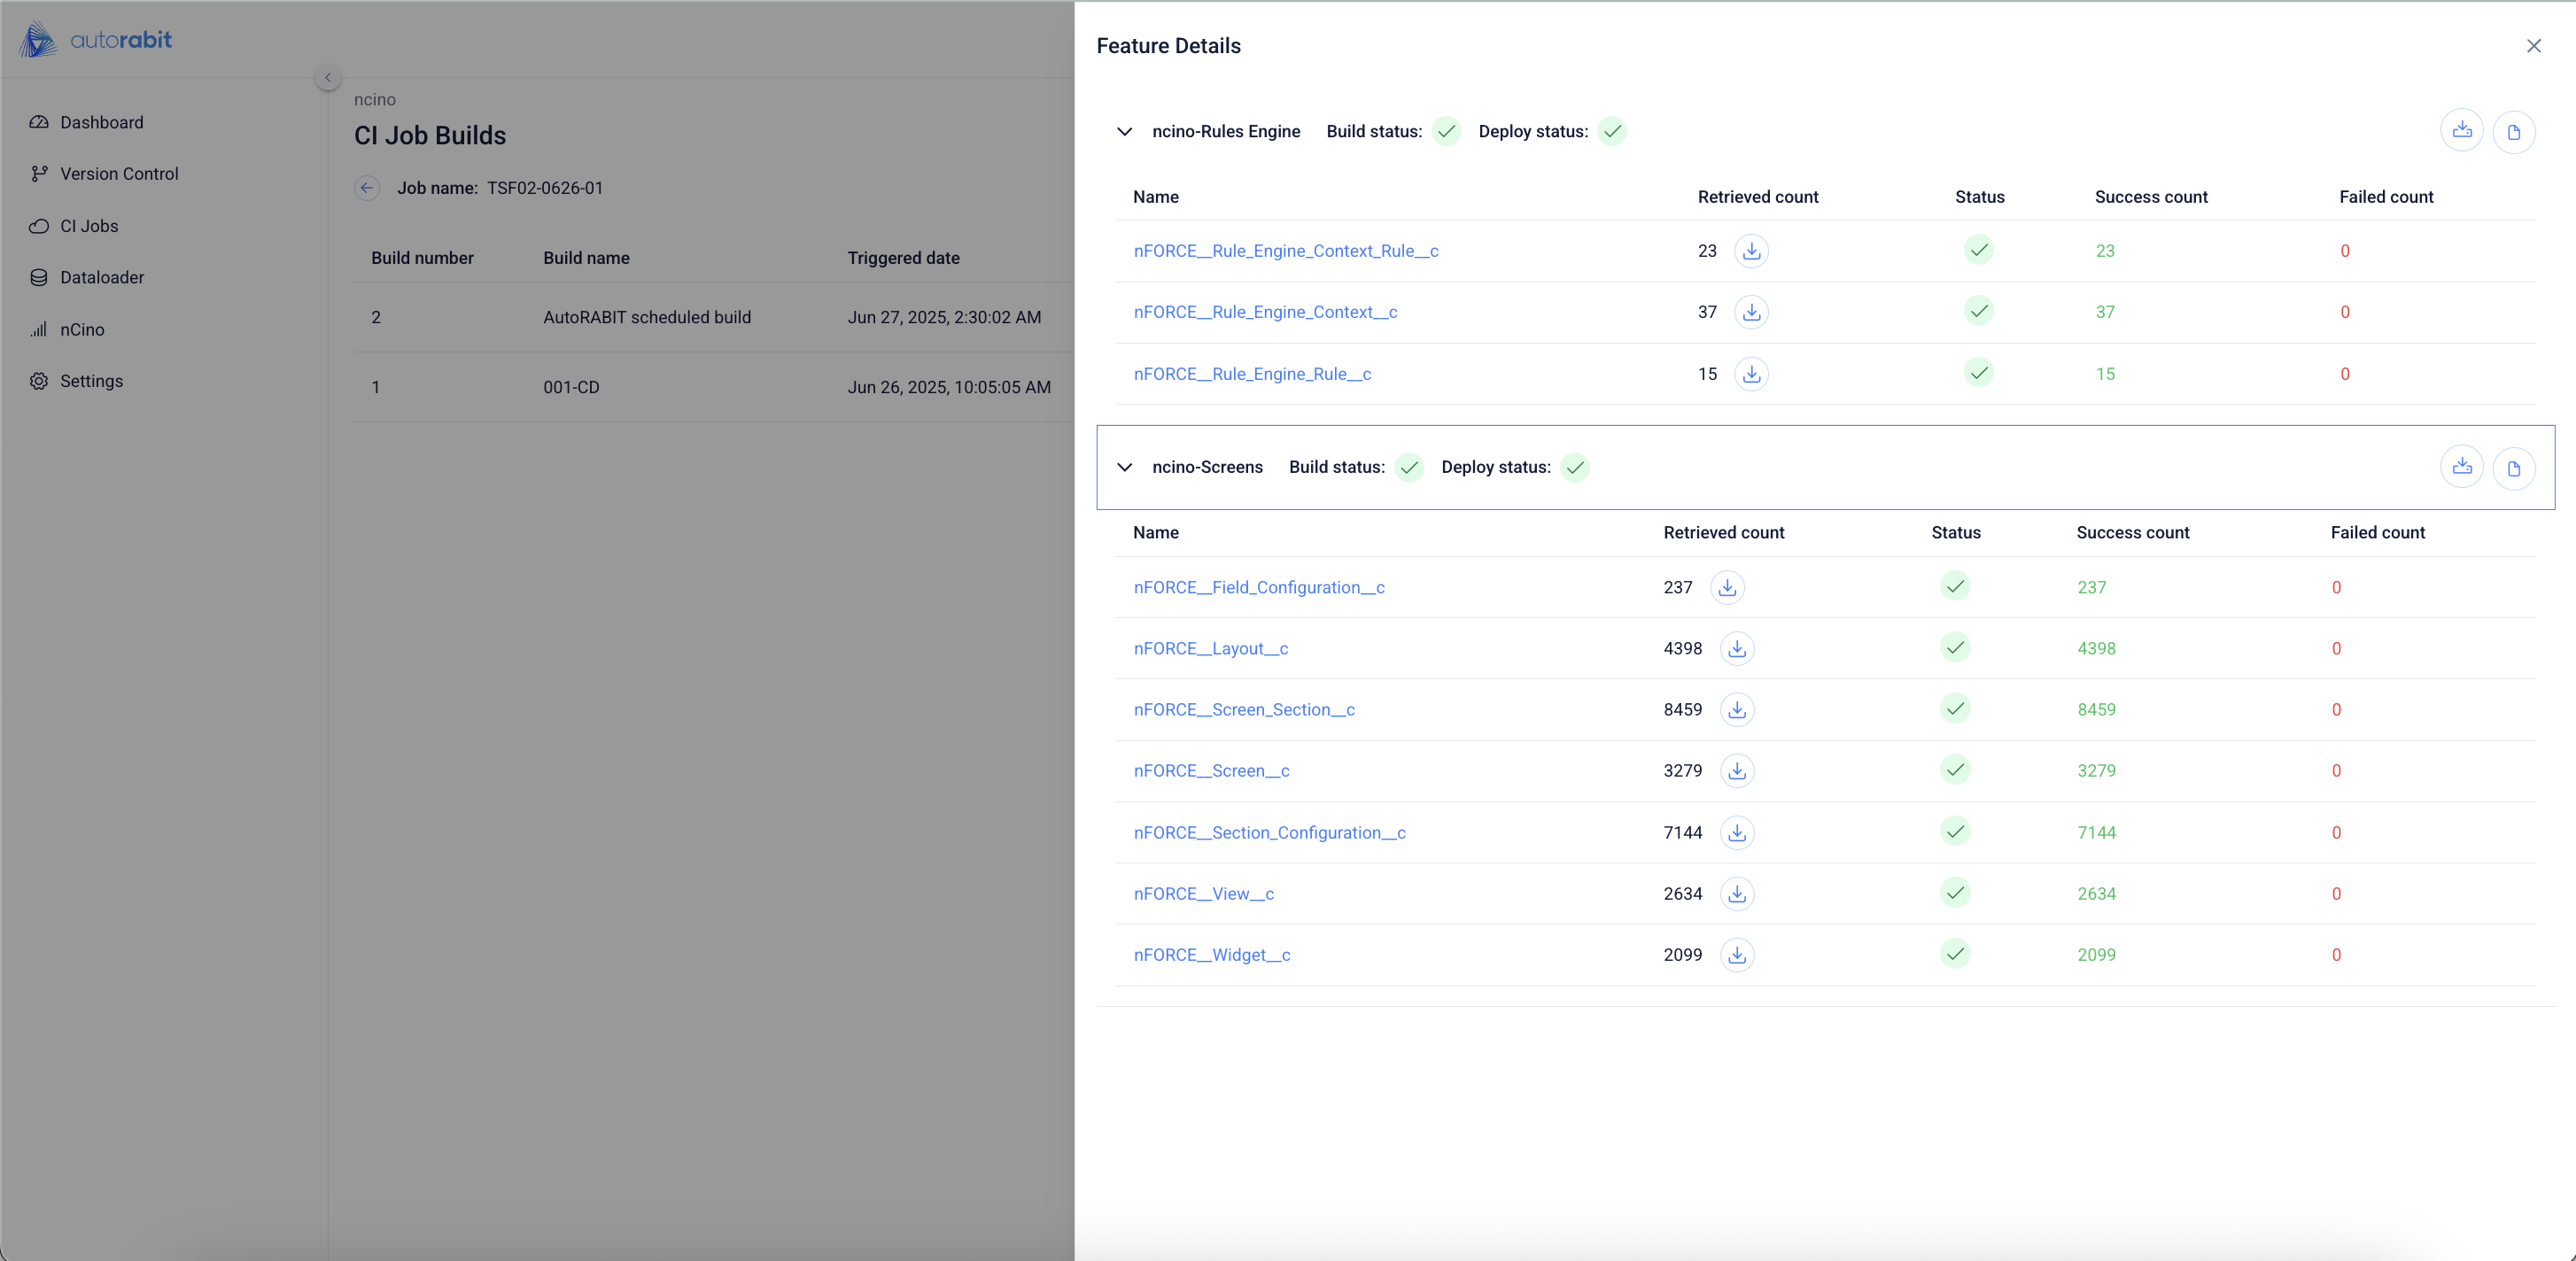 autorabit
Dashboard
Version Control
CI Jobs
Dataloader
nCino
Settings
ncino
CI Job Builds
Job name: TSF02-0626-01
Build number Build name Triggered date
2 AutoRABIT scheduled build Jun 27, 2025, 2:30:02 AM
1 001-CD Jun 26, 2025, 10:05:05 AM
Feature Details
ncino-Rules Engine Build status: Deploy status:
Name Retrieved count Status Success count Failed count
nFORCE__Rule_Engine_Context_Rule__c 23 23 0
nFORCE__Rule_Engine_Context__c 37 37 0
nFORCE__Rule_Engine_Rule__c 15 15 0
ncino-Screens Build status: Deploy status:
Name Retrieved count Status Success count Failed count
nFORCE__Field_Configuration__c 237 237 0
nFORCE__Layout__c 4398 4398 0
nFORCE__Screen_Section__c 8459 8459 0
nFORCE__Screen__c 3279 3279 0
nFORCE__Section_Configuration__c 7144 7144 0
nFORCE__View__c 2634 2634 0
nFORCE__Widget__c 2099 2099 0